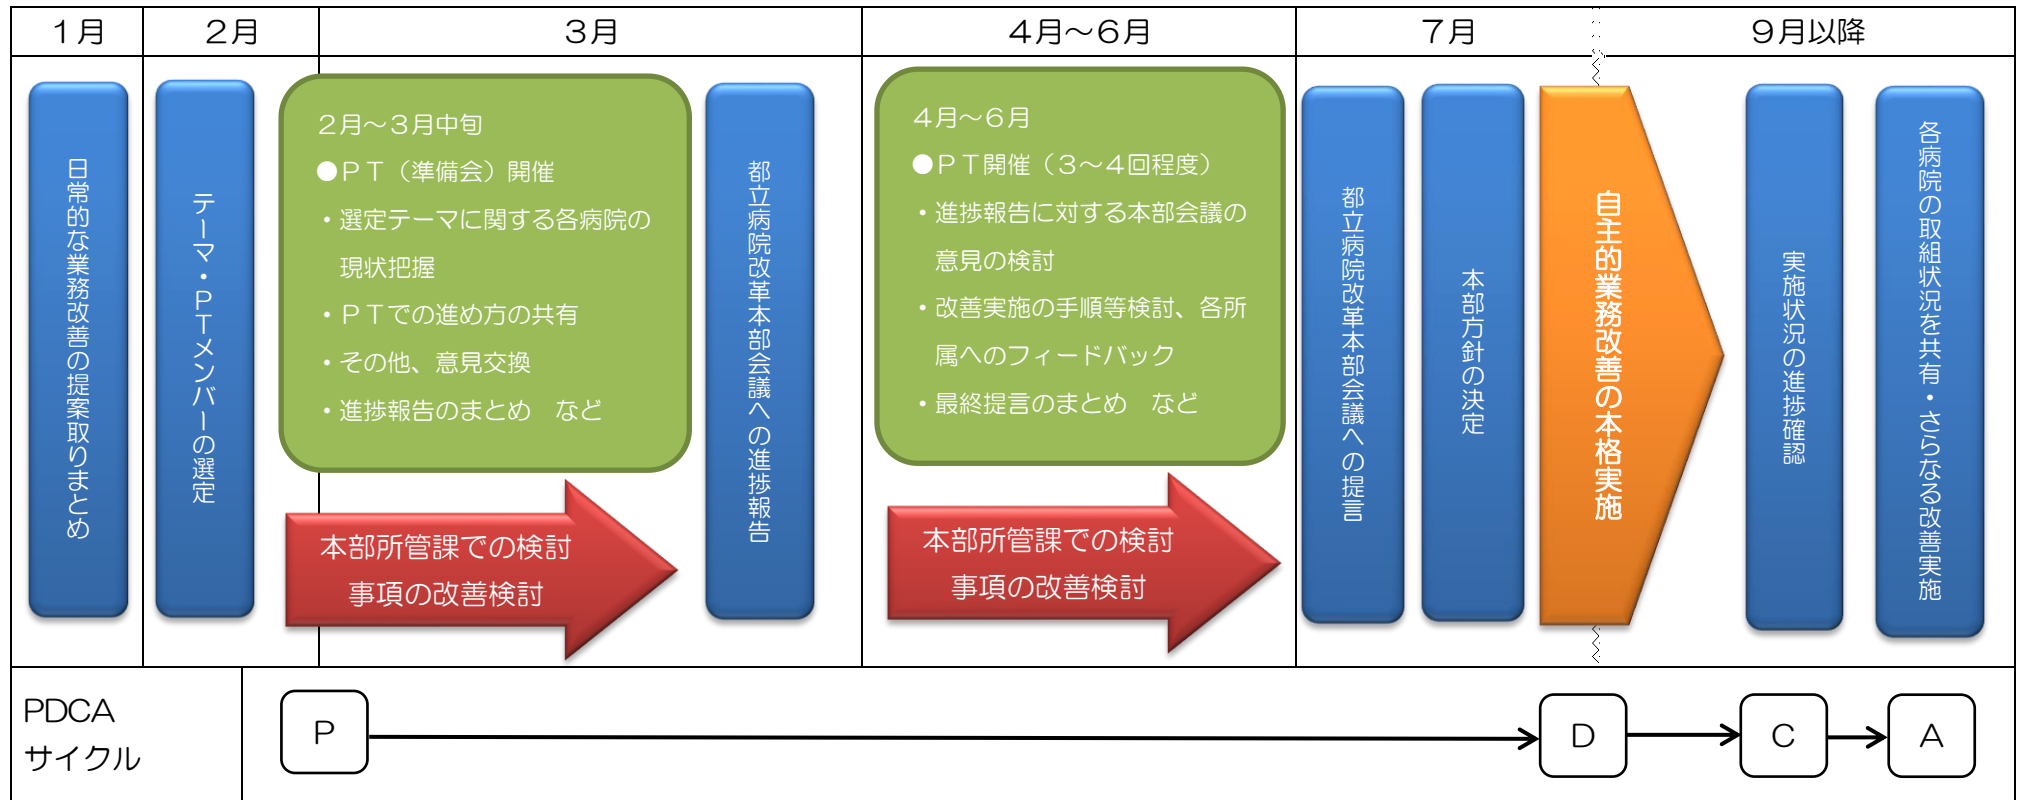 １月
２月
３月
４月～６月
７月
９月以降
日常的な業務改善の提案取りまとめ
テーマ・ＰＴメンバーの選定
２月～３月中旬
●ＰＴ（準備会）開催
・選定テーマに関する各病院の
現状把握
・ＰＴでの進め方の共有
・その他、意見交換
・進捗報告のまとめ　など
本部所管課での検討
事項の改善検討
都立病院改革本部会議への進捗報告
４月～６月
●ＰＴ開催（３～４回程度）
・進捗報告に対する本部会議の
意見の検討
・改善実施の手順等検討、各所
属へのフィードバック
・最終提言のまとめ　など
本部所管課での検討
事項の改善検討
都立病院改革本部会議への提言
本部方針の決定
自主的業務改善の本格実施
実施状況の進捗確認
各病院の取組状況を共有・さらなる改善実施
PDCA
サイクル
P
D
C
A